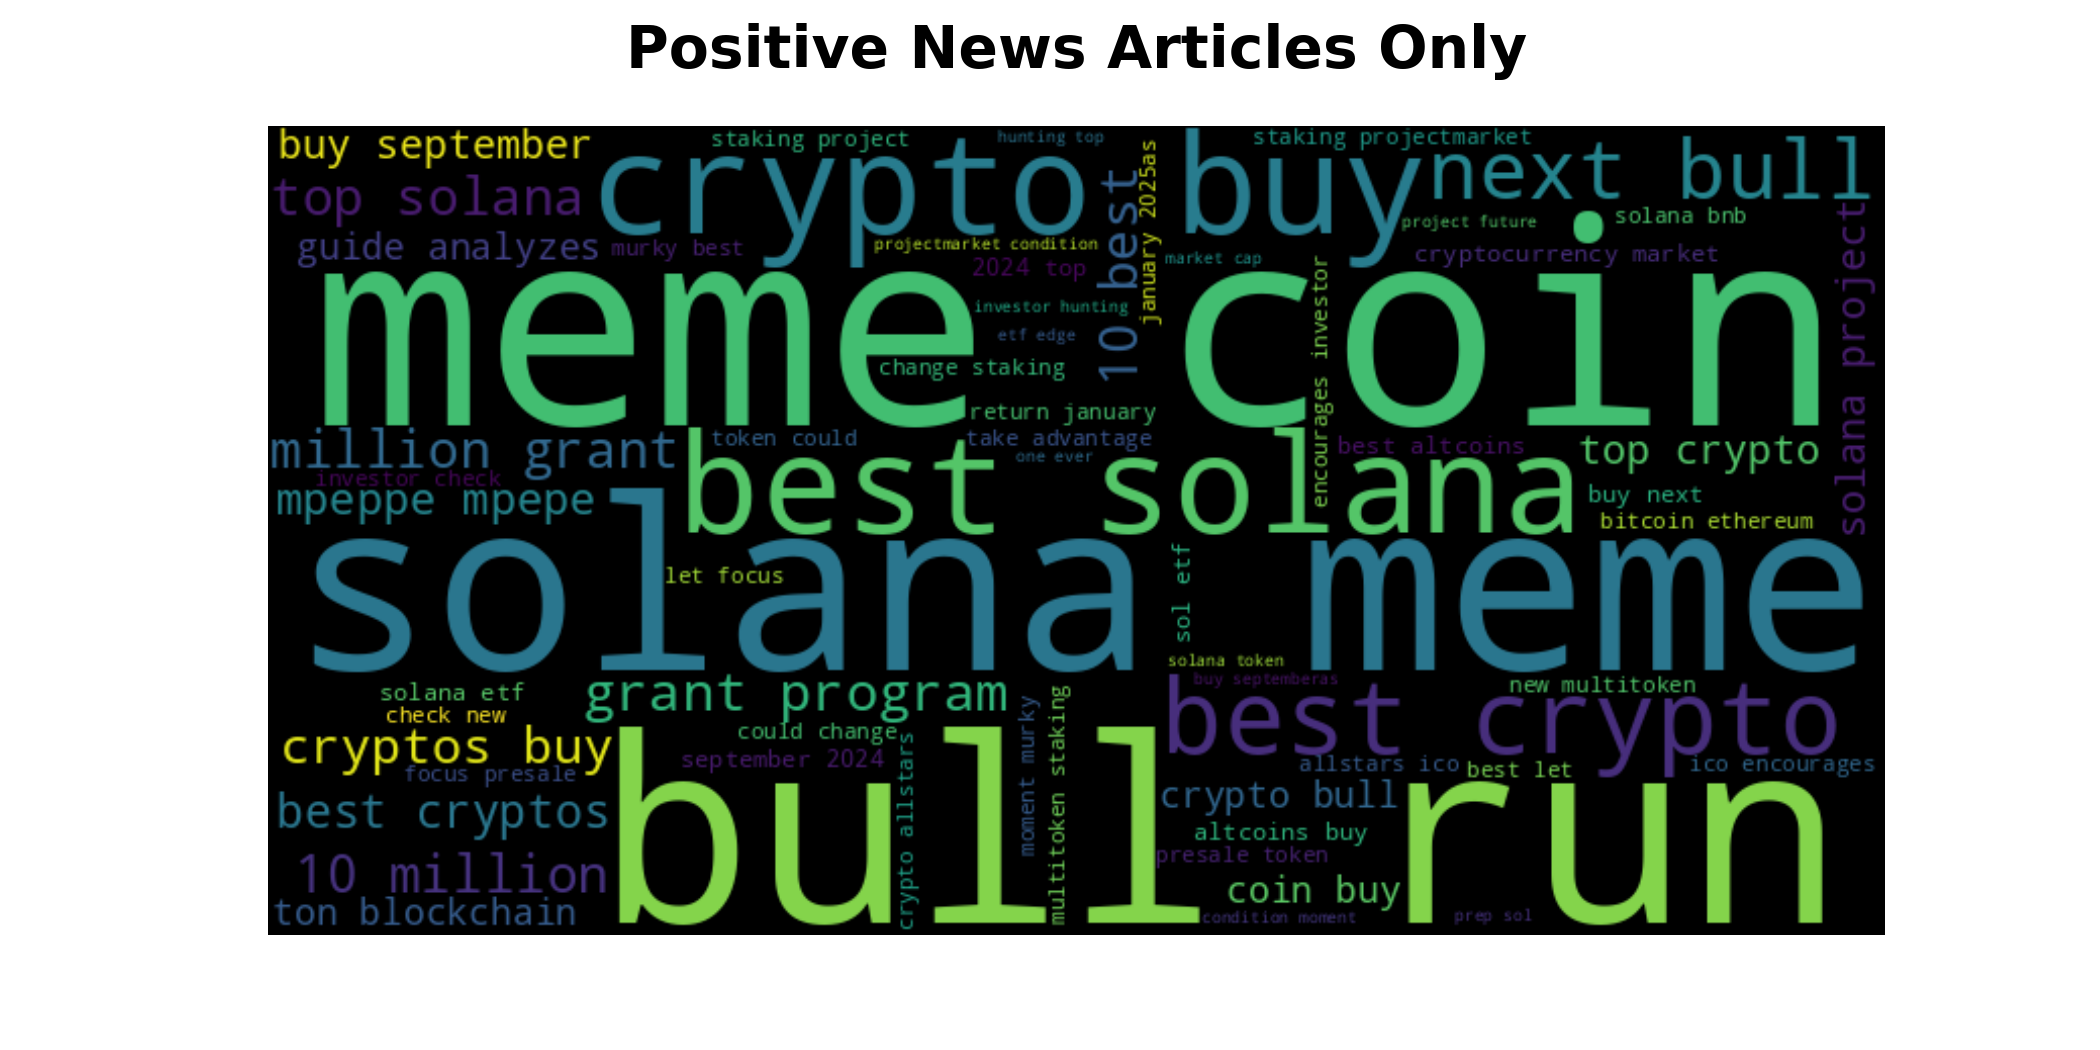 Positive News Articles Only
buy september
staking project
hunting top
staking projectmarket
crypto buy
next bull
top solana
10 best
january 2025as
project future
solana bnb
guide analyzes
murky best
projectmarket condition
market cap
cryptocurrency market
2024 top
solana project
meme coin
investor hunting
etf edge
encourages investor
change staking
return january
million grant
token could
take advantage
one ever
best altcoins
top crypto
investor check
best solana
mpeppe mpepe
buy next
bitcoin ethereum
solana meme
let focus
sol etf
solana token
buy septemberas
solana etf
grant program
new multitoken
check new
best crypto
cryptos buy
could change
september 2024
moment murky
multitoken staking
focus presale
allstars ico
best let
ico encourages
best cryptos
crypto allstars
crypto bull
bull run
altcoins buy
presale token
10 million
coin buy
ton blockchain
condition moment
prep sol